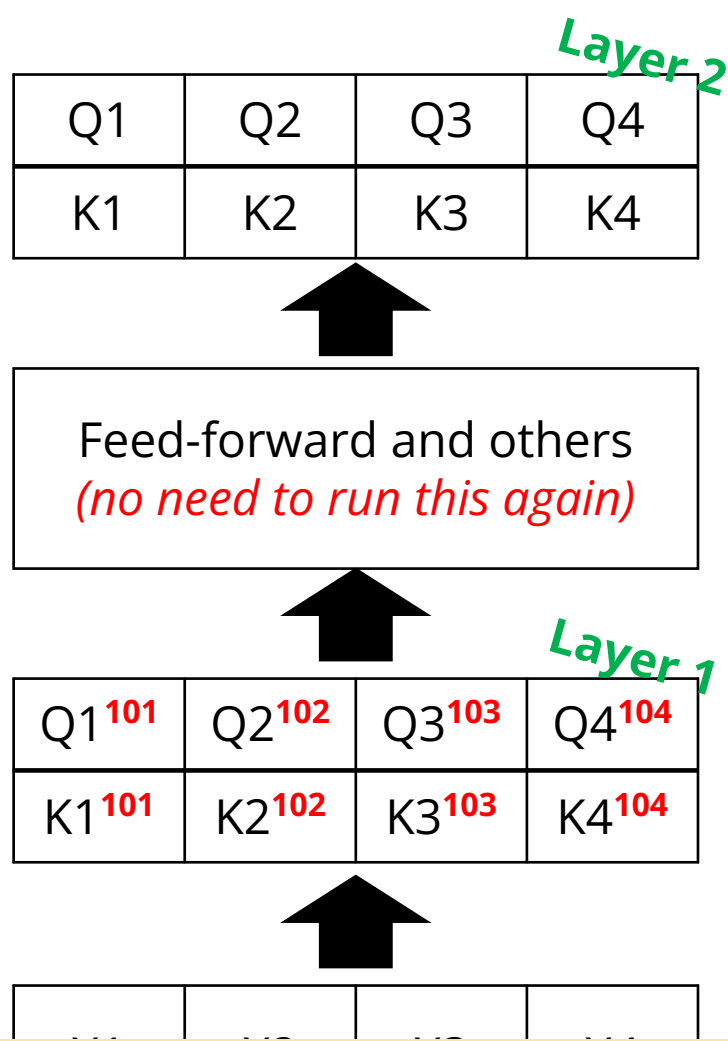 Layer 2
Q1 Q2 Q3 Q4
K1 K2 K3 K4
Feed-forward and others
(no need to run this again)
Layer 1
Q1¹⁰¹ Q2¹⁰² Q3¹⁰³ Q4¹⁰⁴
K1¹⁰¹ K2¹⁰² K3¹⁰³ K4¹⁰⁴